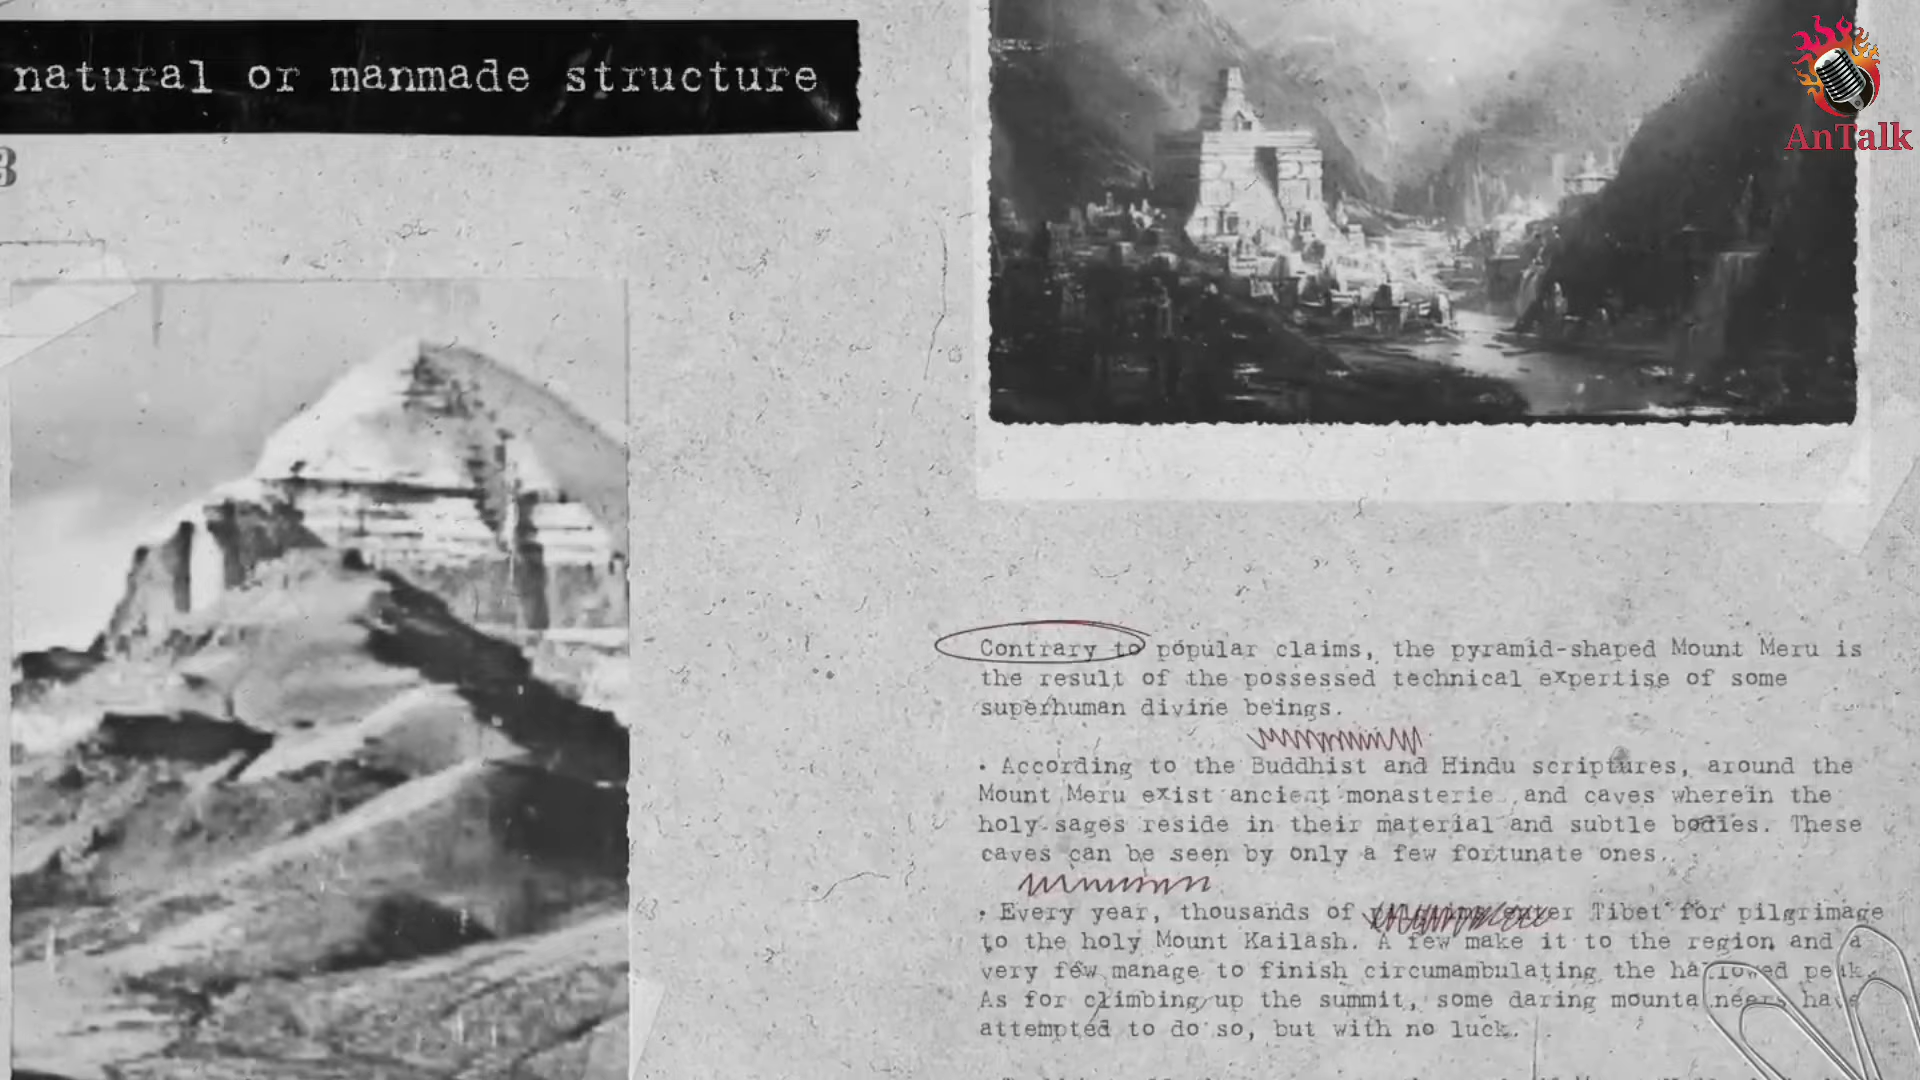 natural or manmade structure
AnTalk
3
Contrary to popular claims, the pyramid-shaped Mount Meru is
the result of the possessed technical expertise of some
superhuman divine beings.
· According to the Buddhist and Hindu scriptures, around the
Mount Meru exist ancient monasterie , and caves wherein the
holy sages reside in their material and subtle bodies. These
caves can be seen by only a few fortunate ones.
· Every year, thousands of enter Tibet for pilgrimage
to the holy Mount Kailash. A few make it to the region and a
very few manage to finish circumambulating the hallowed peak.
As for climbing up the summit, some daring mountaineers have
attempted to do so, but with no luck.